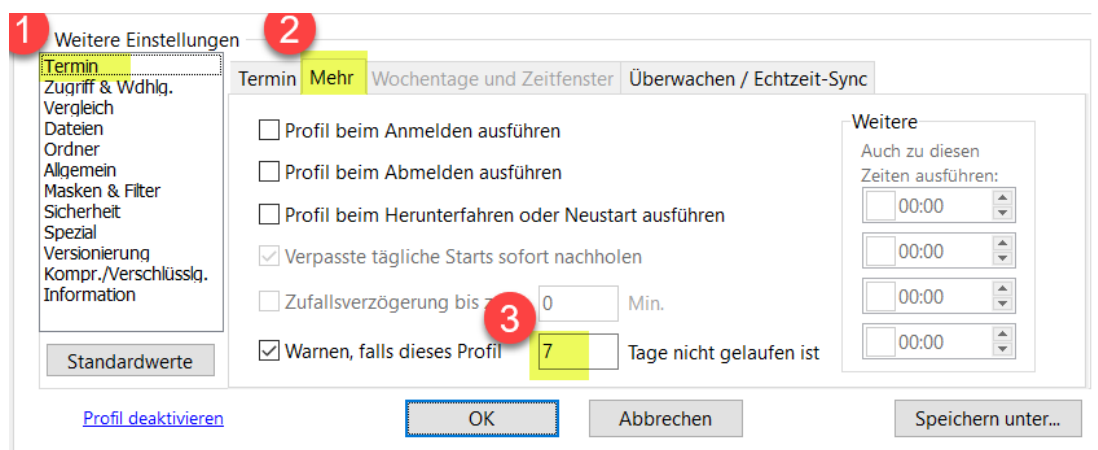 1
2
Weitere Einstellungen
Termin
Zugriff & Wdhlg.
Vergleich
Dateien
Ordner
Allgemein
Masken & Filter
Sicherheit
Spezial
Versionierung
Kompr./Verschlüsslg.
Information
Standardwerte
Termin Mehr Wochentage und Zeitfenster Überwachen / Echtzeit-Sync
Profil beim Anmelden ausführen
Profil beim Abmelden ausführen
Profil beim Herunterfahren oder Neustart ausführen
Verpasste tägliche Starts sofort nachholen
Zufallsverzögerung bis 0 Min.
3
Warnen, falls dieses Profil 7 Tage nicht gelaufen ist
Weitere
Auch zu diesen
Zeiten ausführen:
00:00
00:00
00:00
00:00
Profil deaktivieren OK Abbrechen Speichern unter...